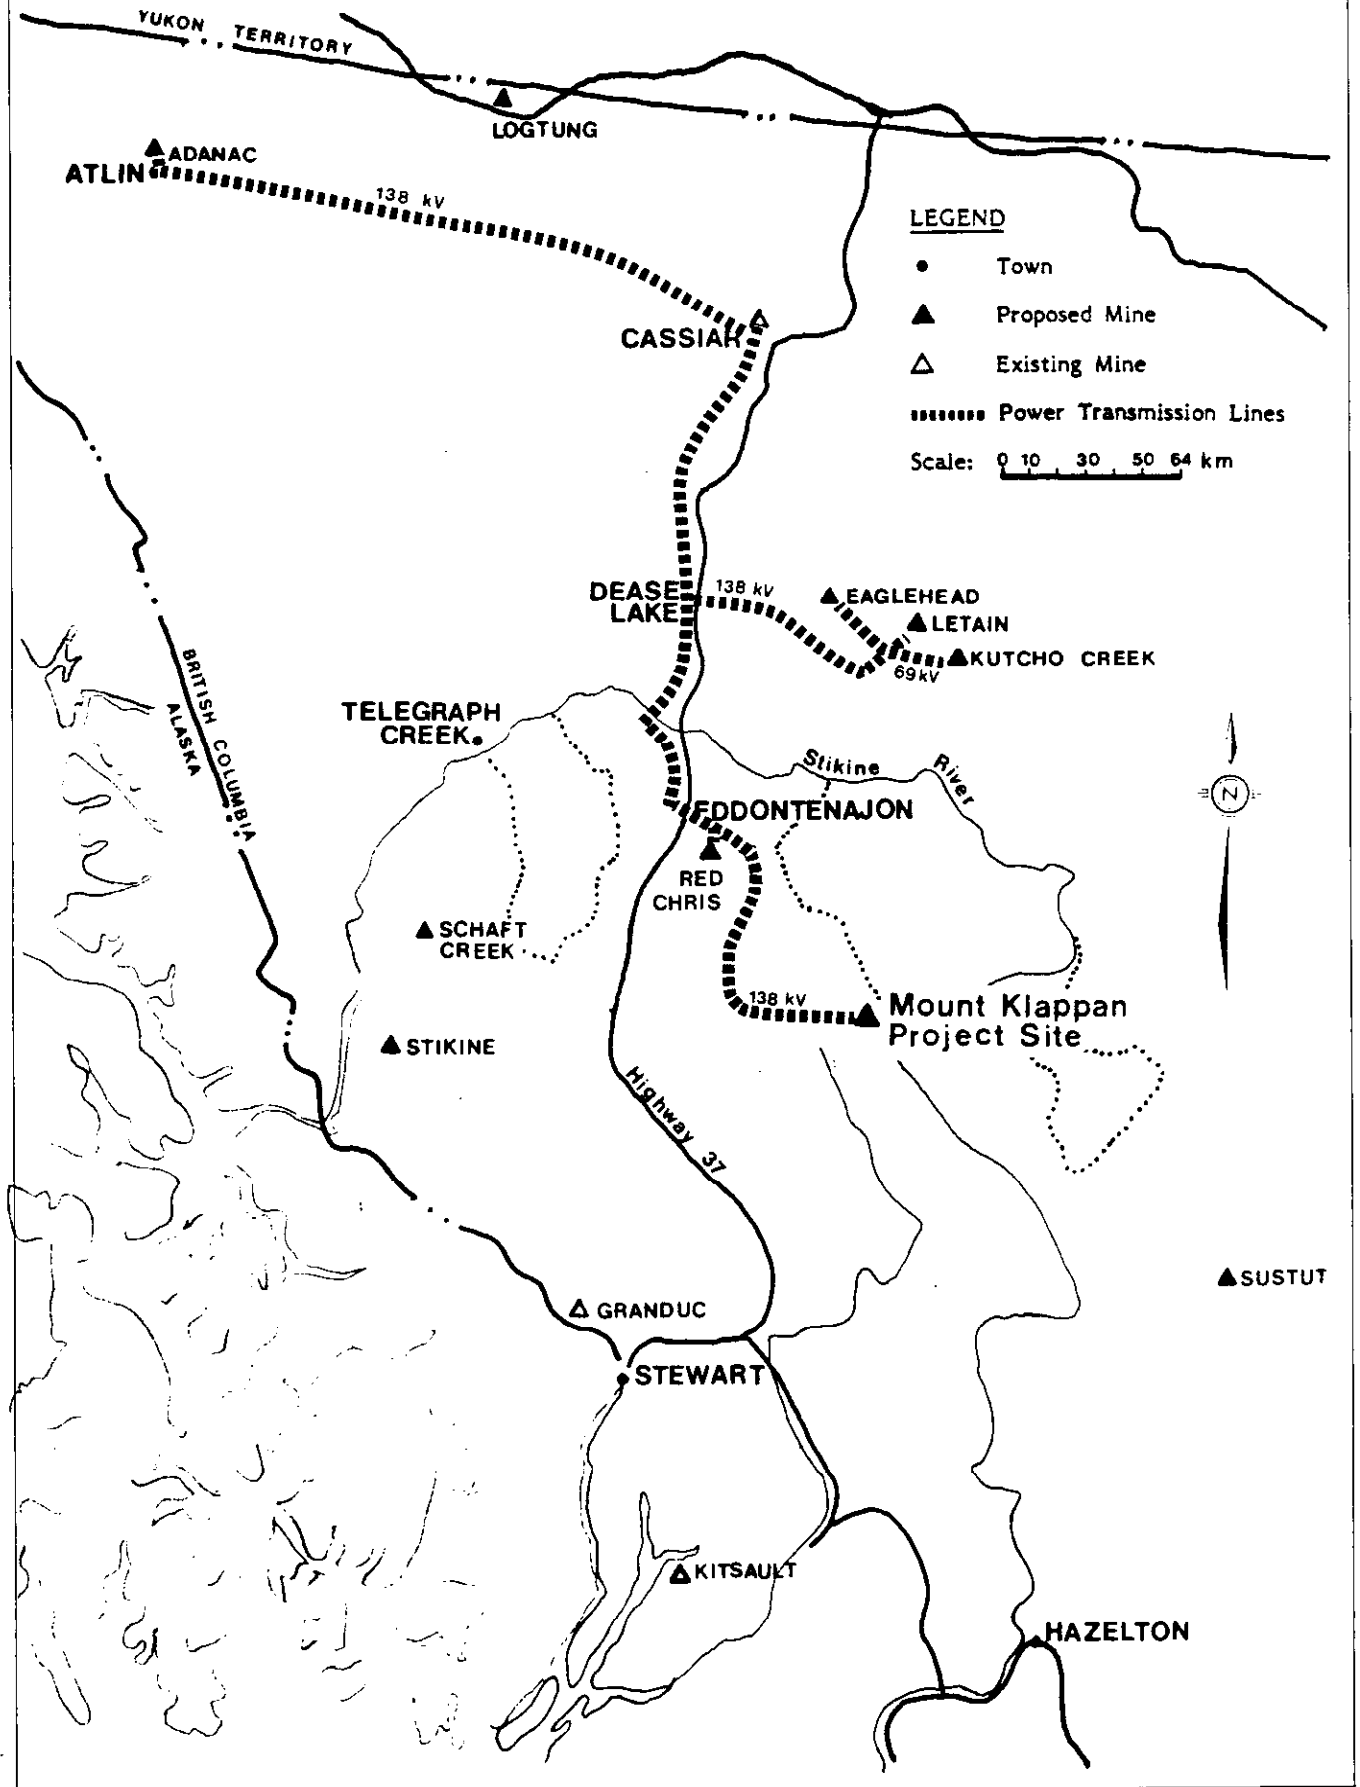 YUKON TERRITORY
LOGTUNG
ADANAC
ATLIN
138 kV
LEGEND
Town
Proposed Mine
Existing Mine
Power Transmission Lines
Scale: 0 10 30 50 64 km
CASSIAR
DEASE
LAKE
138 kV
EAGLEHEAD
LETAIN
KUTCHO CREEK
69kV
BRITISH COLUMBIA
ALASKA
TELEGRAPH
CREEK
Stikine River
N
EDDONTENAJON
RED
CHRIS
SCHAFT
CREEK
138 kV
Mount Klappan
Project Site
STIKINE
Highway 37
SUSTUT
GRANDUC
STEWART
KITSAULT
HAZELTON